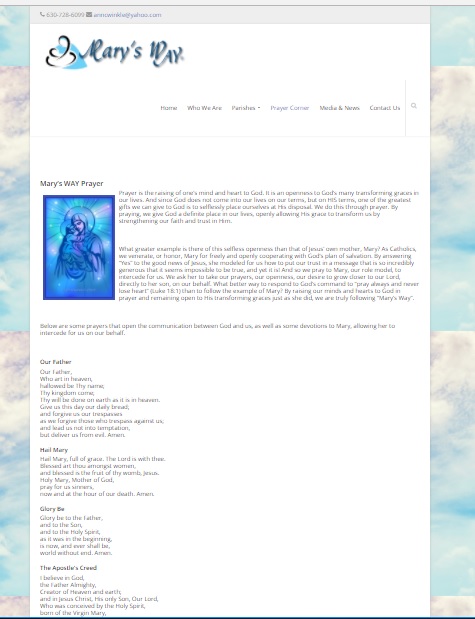 630-728-6099 annswinkle@yahoo.com
Mary's Way
Home Who We Are Parishes Prayer Corner Media & News Contact Us
Mary's WAY Prayer
Prayer is the raising of one's mind and heart to God. It is an openness to God's many transforming graces in
our lives. And since God does not come into our lives on our terms, but on HIS terms, one of the greatest
gifts we can give to God is to selflessly place ourselves at His disposal. We do this through prayer. By
praying, we give God a definite place in our lives, openly allowing His grace to transform us by
strengthening our faith and trust in Him.
What greater example is there of this selfless openness than that of Jesus' own mother, Mary? As Catholics,
we venerate, or honor, Mary for freely and openly cooperating with God's plan of salvation. By answering
"Yes" to the good news of Jesus, she modeled for us how to put our trust in a message that is so incredibly
generous that it seems impossible to be true, and yet it is! And so we pray to Mary, our role model, to
intercede for us. We ask her to take our prayers, our openness, our desire to grow closer to our Lord,
directly to her son, on our behalf. What better way to respond to God's command to "pray always and never
lose heart" (Luke 18:1) than to follow the example of Mary? By raising our minds and hearts to God in
prayer and remaining open to His transforming graces just as she did, we are truly following "Mary's Way".
Below are some prayers that open the communication between God and us, as well as some devotions to Mary, allowing her to
intercede for us on our behalf.
Our Father
Our Father,
Who art in heaven,
hallowed be Thy name;
Thy kingdom come;
Thy will be done on earth as it is in heaven.
Give us this day our daily bread;
and forgive us our trespasses
as we forgive those who trespass against us;
and lead us not into temptation,
but deliver us from evil. Amen.
Hail Mary
Hail Mary, full of grace. The Lord is with thee.
Blessed art thou amongst women,
and blessed is the fruit of thy womb, Jesus.
Holy Mary, Mother of God,
pray for us sinners,
now and at the hour of our death. Amen.
Glory Be
Glory be to the Father,
and to the Son,
and to the Holy Spirit,
as it was in the beginning,
is now, and ever shall be,
world without end. Amen.
The Apostle's Creed
I believe in God,
the Father Almighty,
Creator of Heaven and earth;
and in Jesus Christ, His only Son, Our Lord,
Who was conceived by the Holy Spirit,
born of the Virgin Mary,